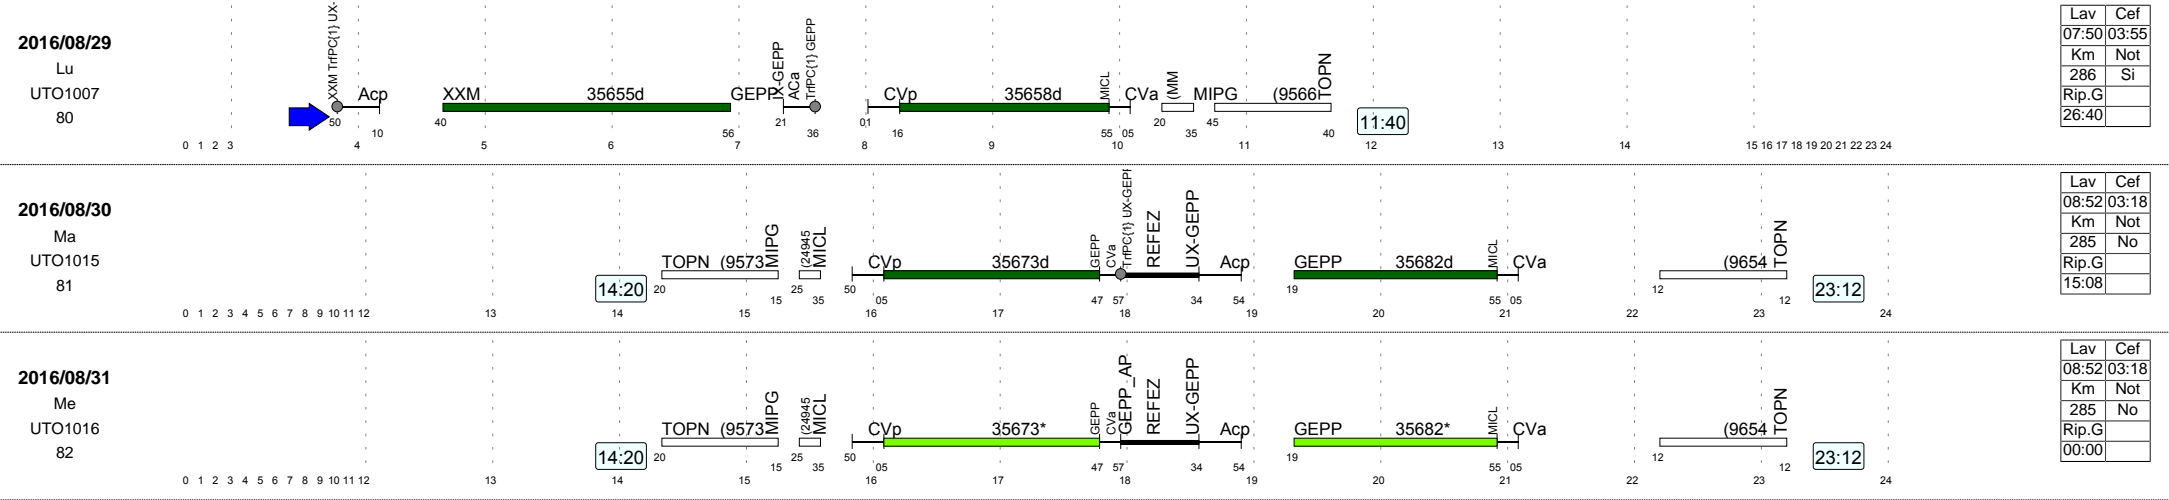 2016/08/29
Lu
UTO1007
80
XXM TrfPC{1} UX-
Acp
XXM 35655d GEPP
UX-GEPP
ACa
TrfPC{1} GEPP
CVp 35658d MICL CVa
(MM MIPG (9566 TOPN
50 10 40 56 21 36 01 16 55 05 20 35 45 40
11:40
0 1 2 3 4 5 6 7 8 9 10 11 12 13 14 15 16 17 18 19 20 21 22 23 24
Lav Cef
07:50 03:55
Km Not
286 Si
Rip.G
26:40
2016/08/30
Ma
UTO1015
81
14:20
TOPN (9573 MIPG
(24945 MICL
CVp 35673d GEPP
CVa
TrfPC{1} UX-GEPP
REFEZ
UX-GEPP
Acp
GEPP 35682d MICL CVa
(9654 TOPN
20 15 25 35 50 05 47 57 34 54 19 55 05 12 12
23:12
0 1 2 3 4 5 6 7 8 9 10 11 12 13 14 15 16 17 18 19 20 21 22 23 24
Lav Cef
08:52 03:18
Km Not
285 No
Rip.G
15:08
2016/08/31
Me
UTO1016
82
14:20
TOPN (9573 MIPG
(24945 MICL
CVp 35673* GEPP
CVa
GEPP_AP
REFEZ
UX-GEPP
Acp
GEPP 35682* MICL CVa
(9654 TOPN
20 15 25 35 50 05 47 57 34 54 19 55 05 12 12
23:12
0 1 2 3 4 5 6 7 8 9 10 11 12 13 14 15 16 17 18 19 20 21 22 23 24
Lav Cef
08:52 03:18
Km Not
285 No
Rip.G
00:00